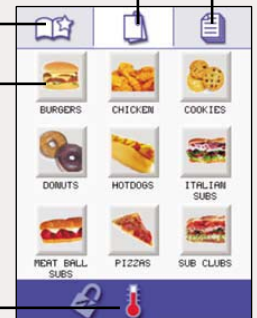 BURGERS
CHICKEN
COOKIES
DONUTS
HOTDOGS
ITALIAN
SUBS
MEAT BALL
SUBS
PIZZAS
SUB CLUBS